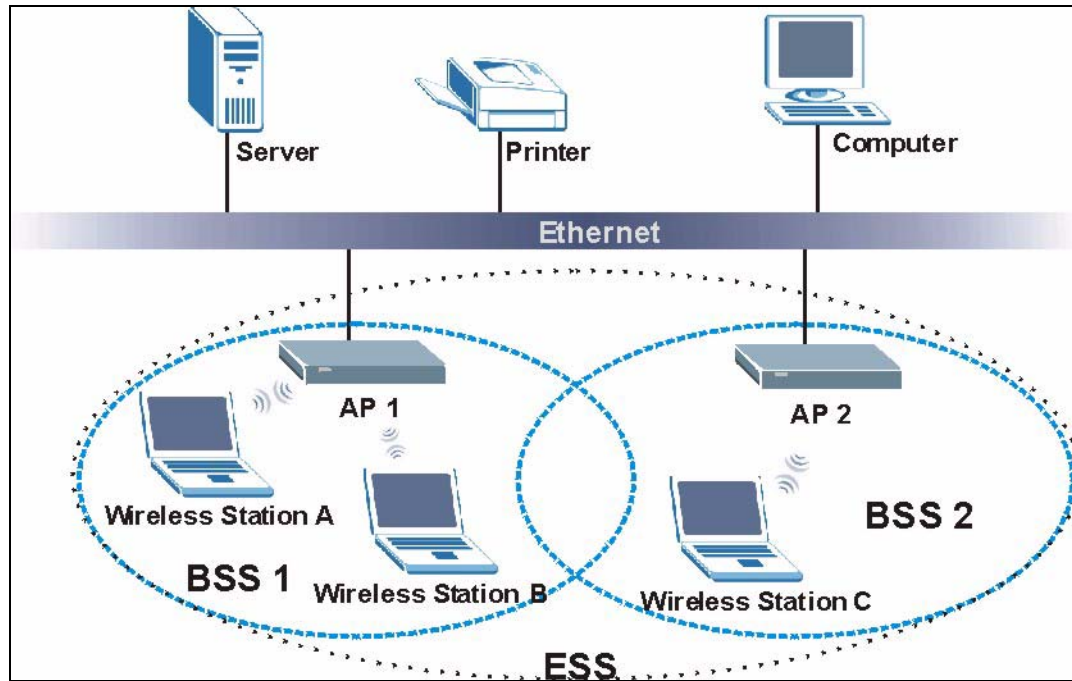 Server
Printer
Computer
Ethernet
AP 1
AP 2
Wireless Station A
BSS 2
BSS 1
Wireless Station B
Wireless Station C
ESS